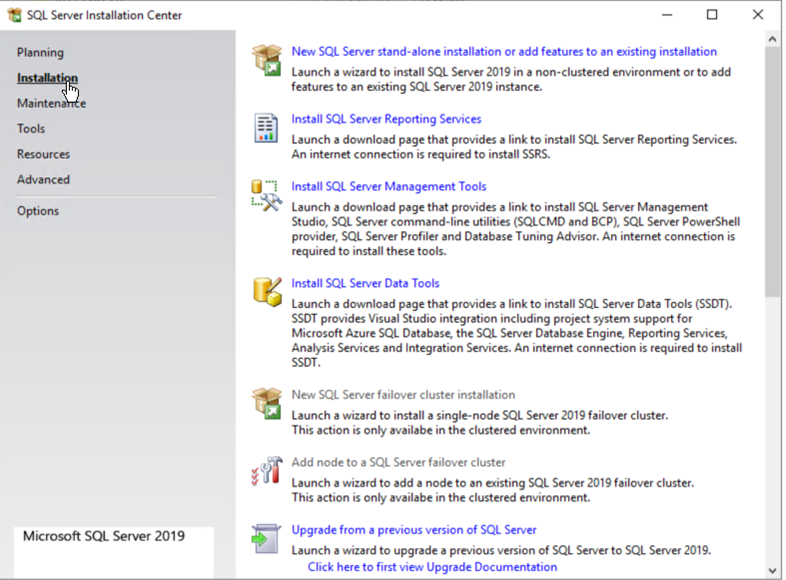 SQL Server Installation Center
Planning
Installation
Maintenance
Tools
Resources
Advanced
Options
Microsoft SQL Server 2019
New SQL Server stand-alone installation or add features to an existing installation
Launch a wizard to install SQL Server 2019 in a non-clustered environment or to add
features to an existing SQL Server 2019 instance.
Install SQL Server Reporting Services
Launch a download page that provides a link to install SQL Server Reporting Services.
An internet connection is required to install SSRS.
Install SQL Server Management Tools
Launch a download page that provides a link to install SQL Server Management
Studio, SQL Server command-line utilities (SQLCMD and BCP), SQL Server PowerShell
provider, SQL Server Profiler and Database Tuning Advisor. An internet connection is
required to install these tools.
Install SQL Server Data Tools
Launch a download page that provides a link to install SQL Server Data Tools (SSDT).
SSDT provides Visual Studio integration including project system support for
Microsoft Azure SQL Database, the SQL Server Database Engine, Reporting Services,
Analysis Services and Integration Services. An internet connection is required to install
SSDT.
New SQL Server failover cluster installation
Launch a wizard to install a single-node SQL Server 2019 failover cluster.
This action is only availabe in the clustered environment.
Add node to a SQL Server failover cluster
Launch a wizard to add a node to an existing SQL Server 2019 failover cluster.
This action is only availabe in the clustered environment.
Upgrade from a previous version of SQL Server
Launch a wizard to upgrade a previous version of SQL Server to SQL Server 2019.
Click here to first view Upgrade Documentation